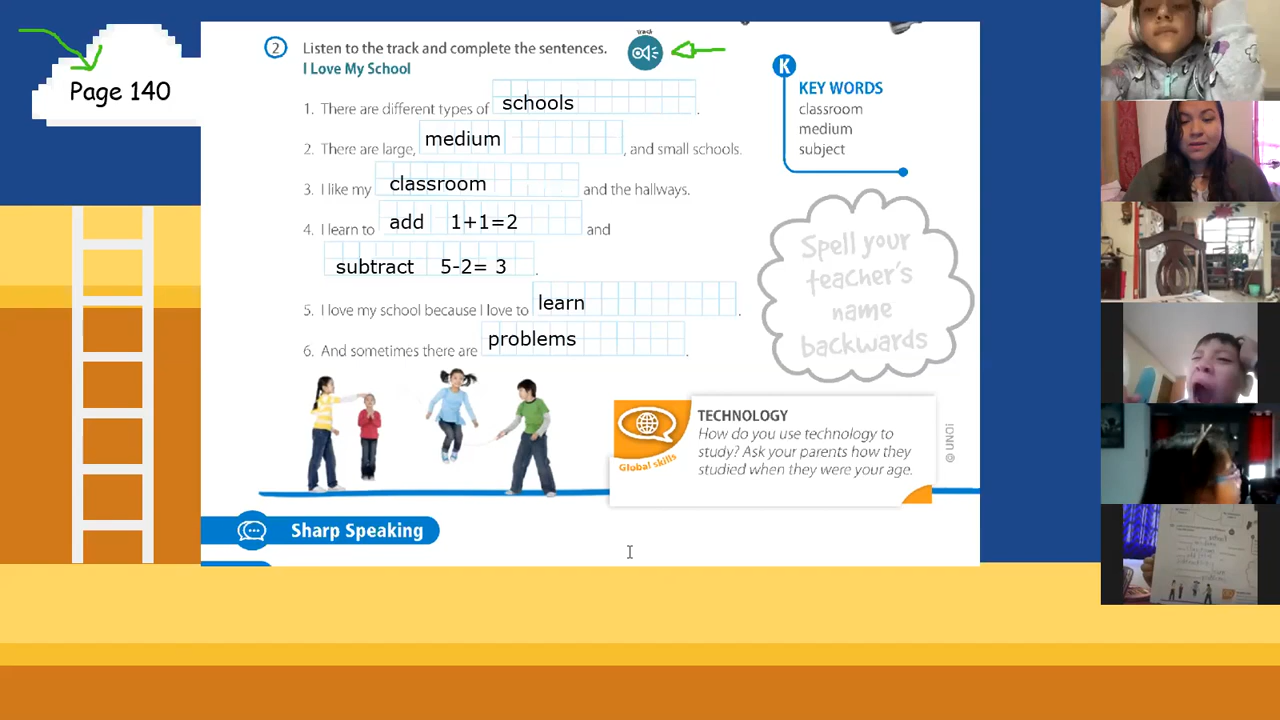 Page 140
2 Listen to the track and complete the sentences.
track
I Love My School
1. There are different types of schools.
2. There are large, medium, and small schools.
3. I like my classroom and the hallways.
4. I learn to add 1+1=2 and
subtract 5-2= 3.
5. I love my school because I love to learn.
6. And sometimes there are problems.
K
KEY WORDS
classroom
medium
subject
Spell your
teacher's
name
backwards
Global skills
TECHNOLOGY
How do you use technology to
study? Ask your parents how they
studied when they were your age.
© UNOi
Sharp Speaking